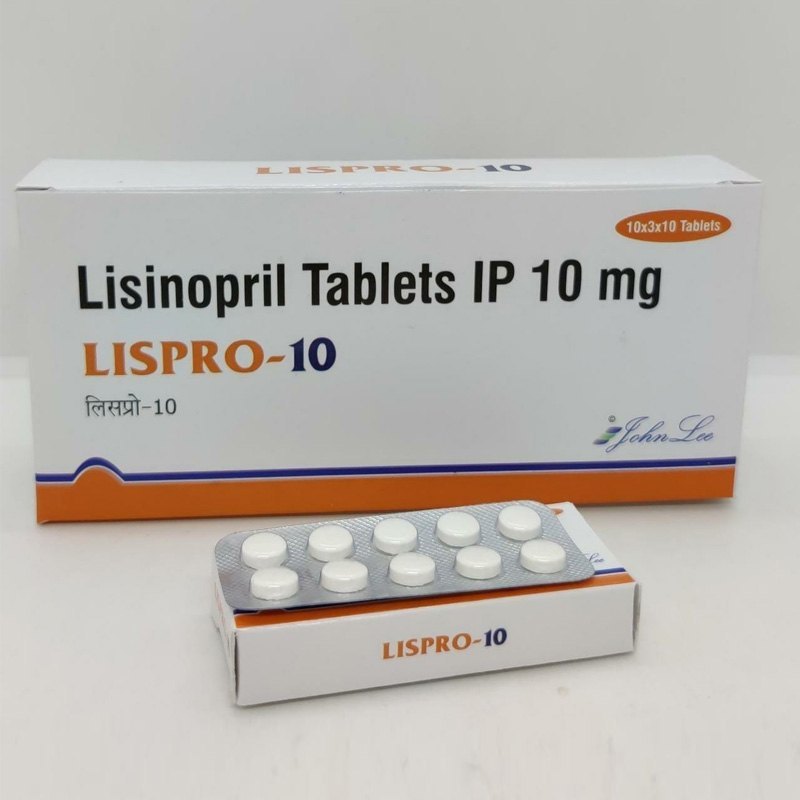 LISPRO-10
10x3x10 Tablets
Lisinopril Tablets IP 10 mg
LISPRO-10
लिसप्रो-10
© John Lee
LISPRO-10